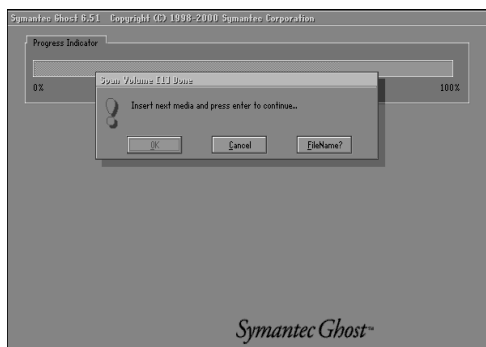 Symantec Ghost 6.51 Copyright (C) 1998-2000 Symantec Corporation
Progress Indicator
0%
100%
Span Volume [1] Done
Insert next media and press enter to continue...
OK
Cancel
FileName?
Symantec Ghost™